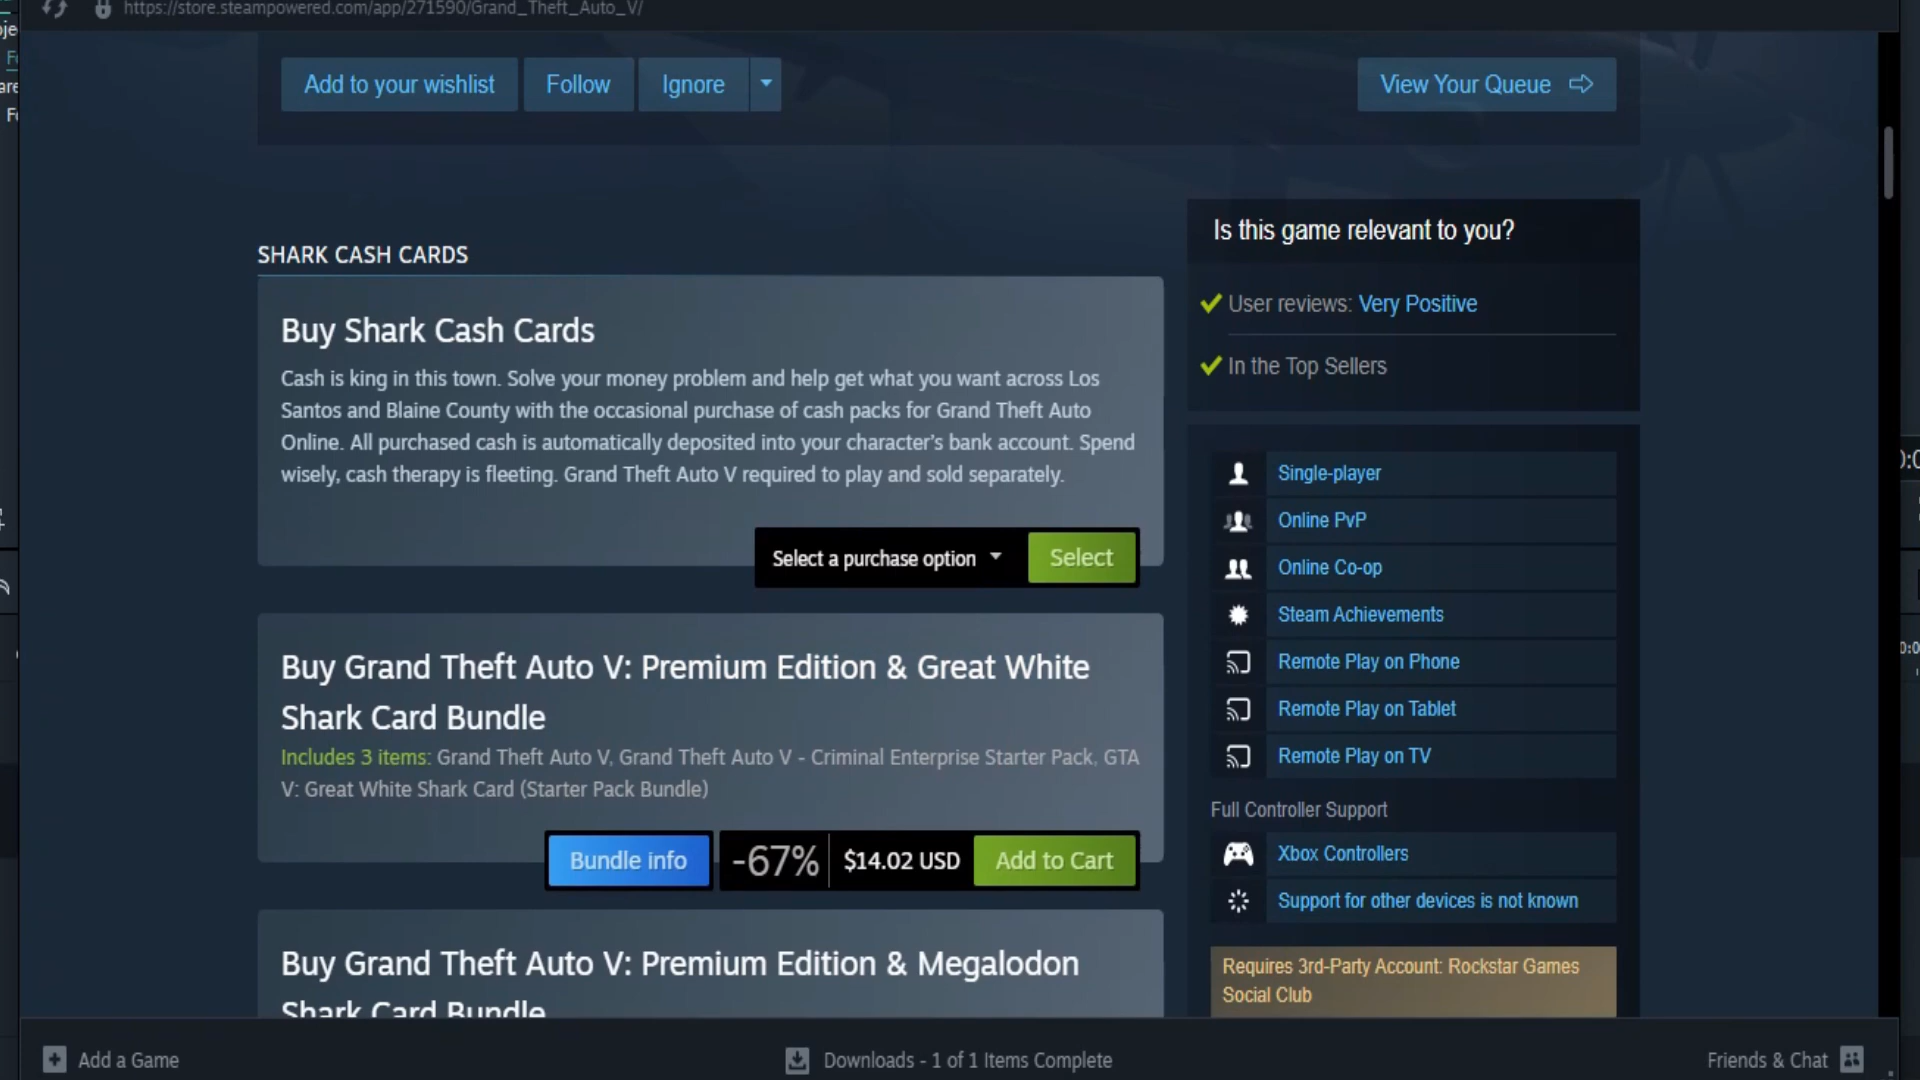 https://store.steampowered.com/app/271590/Grand_Theft_Auto_V/
Add to your wishlist
Follow
Ignore
View Your Queue
SHARK CASH CARDS
Buy Shark Cash Cards
Cash is king in this town. Solve your money problem and help get what you want across Los
Santos and Blaine County with the occasional purchase of cash packs for Grand Theft Auto
Online. All purchased cash is automatically deposited into your character's bank account. Spend
wisely, cash therapy is fleeting. Grand Theft Auto V required to play and sold separately.
Select a purchase option
Select
Buy Grand Theft Auto V: Premium Edition & Great White
Shark Card Bundle
Includes 3 items: Grand Theft Auto V, Grand Theft Auto V - Criminal Enterprise Starter Pack, GTA
V: Great White Shark Card (Starter Pack Bundle)
Bundle info
-67%
$14.02 USD
Add to Cart
Buy Grand Theft Auto V: Premium Edition & Megalodon
Shark Card Bundle
Is this game relevant to you?
User reviews: Very Positive
In the Top Sellers
Single-player
Online PvP
Online Co-op
Steam Achievements
Remote Play on Phone
Remote Play on Tablet
Remote Play on TV
Full Controller Support
Xbox Controllers
Support for other devices is not known
Requires 3rd-Party Account: Rockstar Games
Social Club
Add a Game
Downloads - 1 of 1 Items Complete
Friends & Chat